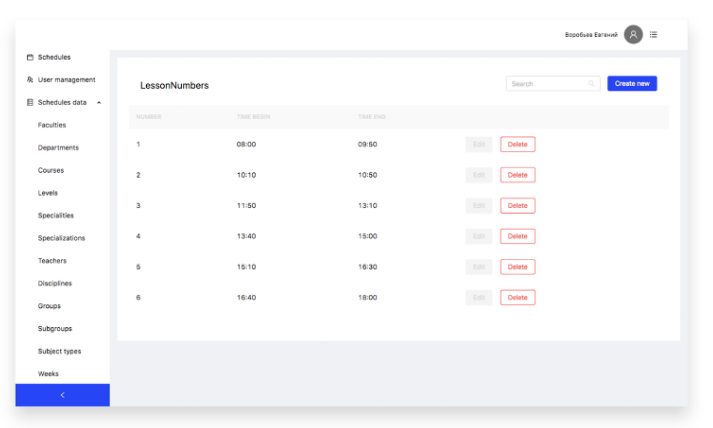 Воробьев Евгений
Schedules
User management
Schedules data
Faculties
Departments
Courses
Levels
Specialities
Specializations
Teachers
Disciplines
Groups
Subgroups
Subject types
Weeks
LessonNumbers
Search
Create new
NUMBER TIME BEGIN TIME END
1 08:00 09:50 Edit Delete
2 10:10 10:50 Edit Delete
3 11:50 13:10 Edit Delete
4 13:40 15:00 Edit Delete
5 15:10 16:30 Edit Delete
6 16:40 18:00 Edit Delete